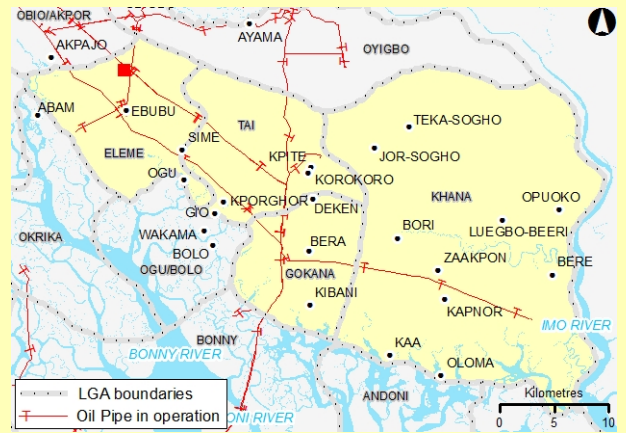 OBIO/AKPOR
AYAMA
AKPAJO
OYIGBO
ABAM
EBUBU
TAI
TEKA-SOGHO
SIME
ELEME
KPITE
JOR-SOGHO
OGU
KOROKORO
KHANA
KPORGHOR
DEKEN
OPUOKO
GIO
LUEGBO-BEERI
OKRIKA
WAKAMA
BORI
BOLO
BERA
ZAAKPON
OGU/BOLO
GOKANA
BERE
KIBANI
KAPNOR
IMO RIVER
BONNY
BONNY RIVER
KAA
OLOMA
ANDONI
LGA boundaries
Oil Pipe in operation
ONI RIVER
Kilometres
0 5 10